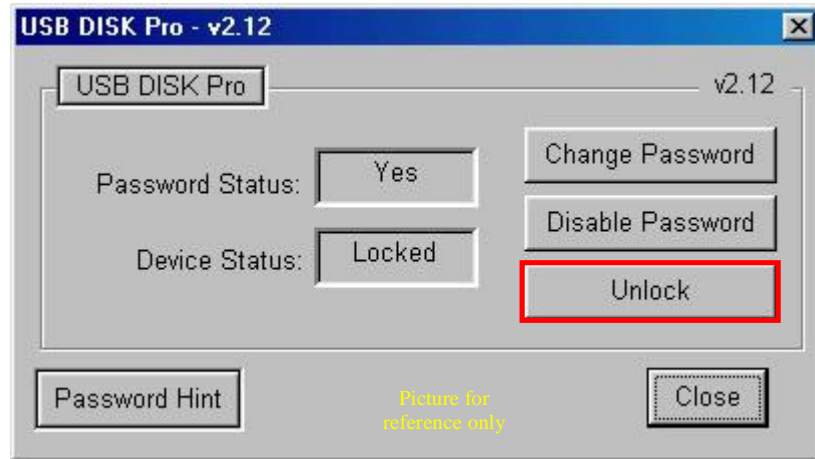 USB DISK Pro - v2.12
USB DISK Pro
v2.12
Password Status:
Yes
Change Password
Disable Password
Device Status:
Locked
Unlock
Password Hint
Picture for
reference only
Close